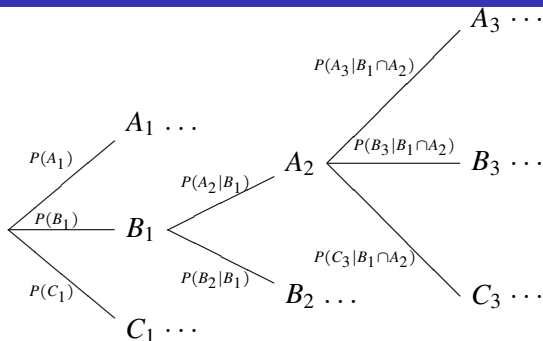 A₃ ⋯
P(A₃|B₁∩A₂)
A₁ ⋯
P(A₁)
P(A₂|B₁)
A₂
P(B₃|B₁∩A₂)
B₃ ⋯
P(B₁)
B₁
P(C₁)
P(B₂|B₁)
P(C₃|B₁∩A₂)
B₂ ⋯
C₃ ⋯
C₁ ⋯